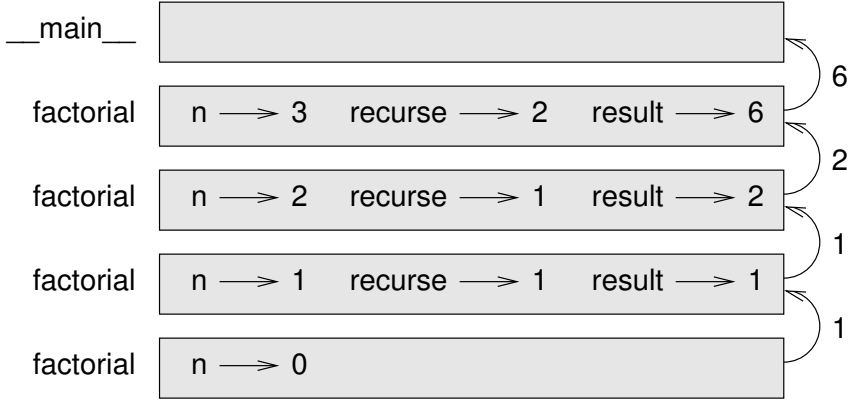 __main__
6
factorial n 3 recurse 2 result 6
2
factorial n 2 recurse 1 result 2
1
factorial n 1 recurse 1 result 1
1
factorial n 0